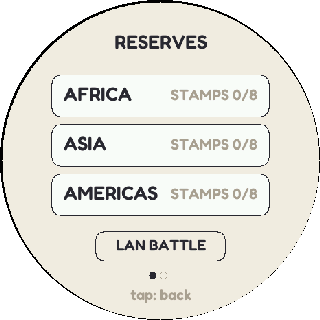 RESERVES
AFRICA STAMPS 0/8
ASIA STAMPS 0/8
AMERICAS STAMPS 0/8
LAN BATTLE
tap: back